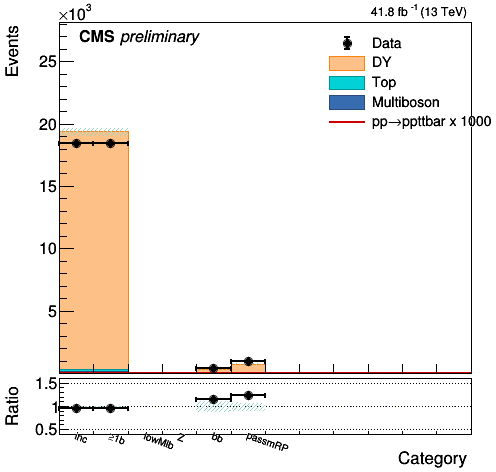 ×10³
41.8 fb⁻¹ (13 TeV)
CMS preliminary
Events
25
20
15
10
5
Data
DY
Top
Multiboson
pp→ppttbar x 1000
Ratio
1.5
1
0.5
inc ≥1b lowMlb Z bb passmRP
Category